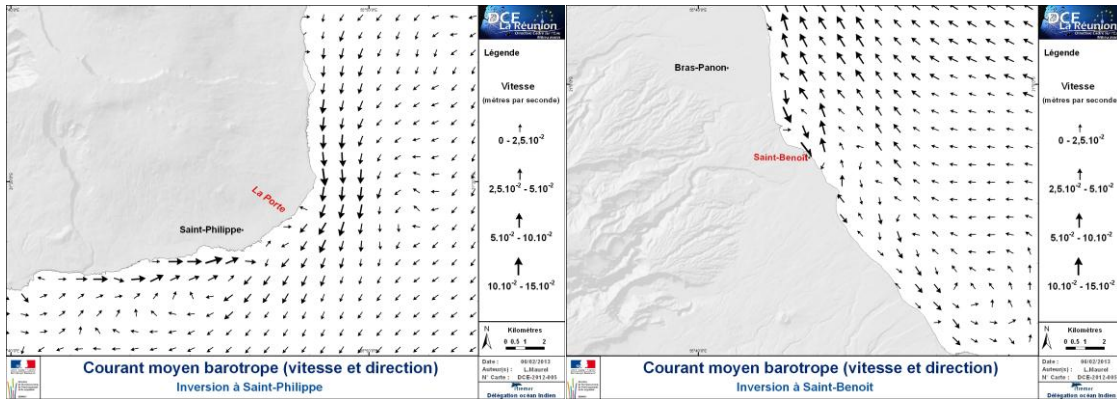 La Porte
Saint-Philippe
DCE
La Réunion
Légende
Vitesse
(mètres par seconde)
0 - 2,5.10⁻²
2,5.10⁻² - 5.10⁻²
5.10⁻² - 10.10⁻²
10.10⁻² - 15.10⁻²
N
Kilomètres
0 0.5 1 2
Courant moyen barotrope (vitesse et direction)
Inversion à Saint-Philippe
Date : 06/02/2013
Auteur(s) : L.Maurel
N° Carte : DCE-2012-005
Ifremer
Délégation océan Indien
Bras-Panon
Saint-Benoît
DCE
La Réunion
Légende
Vitesse
(mètres par seconde)
0 - 2,5.10⁻²
2,5.10⁻² - 5.10⁻²
5.10⁻² - 10.10⁻²
10.10⁻² - 15.10⁻²
N
Kilomètres
0 0.5 1 2
Courant moyen barotrope (vitesse et direction)
Inversion à Saint-Benoit
Date : 06/02/2013
Auteur(s) : L.Maurel
N° Carte : DCE-2012-005
Ifremer
Délégation océan Indien